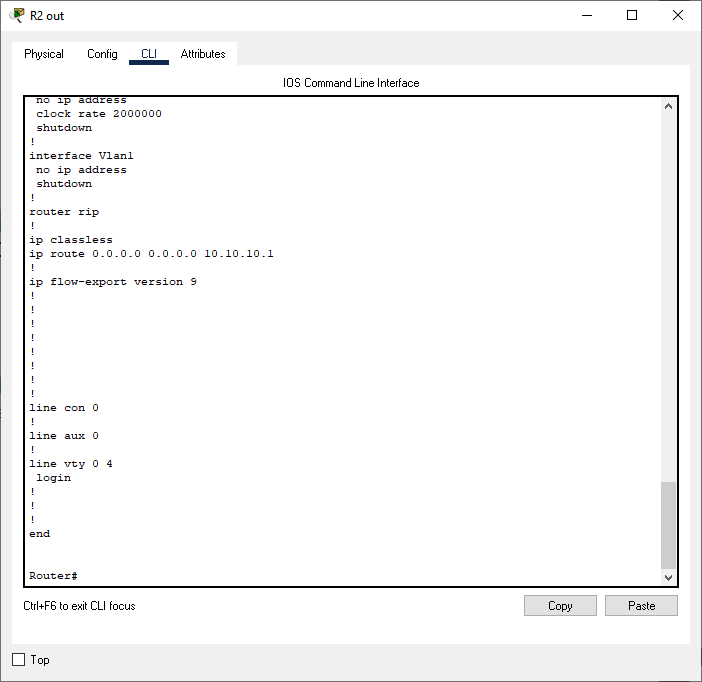 R2 out
Physical Config CLI Attributes
IOS Command Line Interface
no ip address
clock rate 2000000
shutdown
!
interface Vlan1
no ip address
shutdown
!
router rip
!
ip classless
ip route 0.0.0.0 0.0.0.0 10.10.10.1
!
ip flow-export version 9
!
!
!
!
!
!
!
!
line con 0
!
line aux 0
!
line vty 0 4
login
!
!
!
end
Router#
Ctrl+F6 to exit CLI focus
Copy Paste
Top